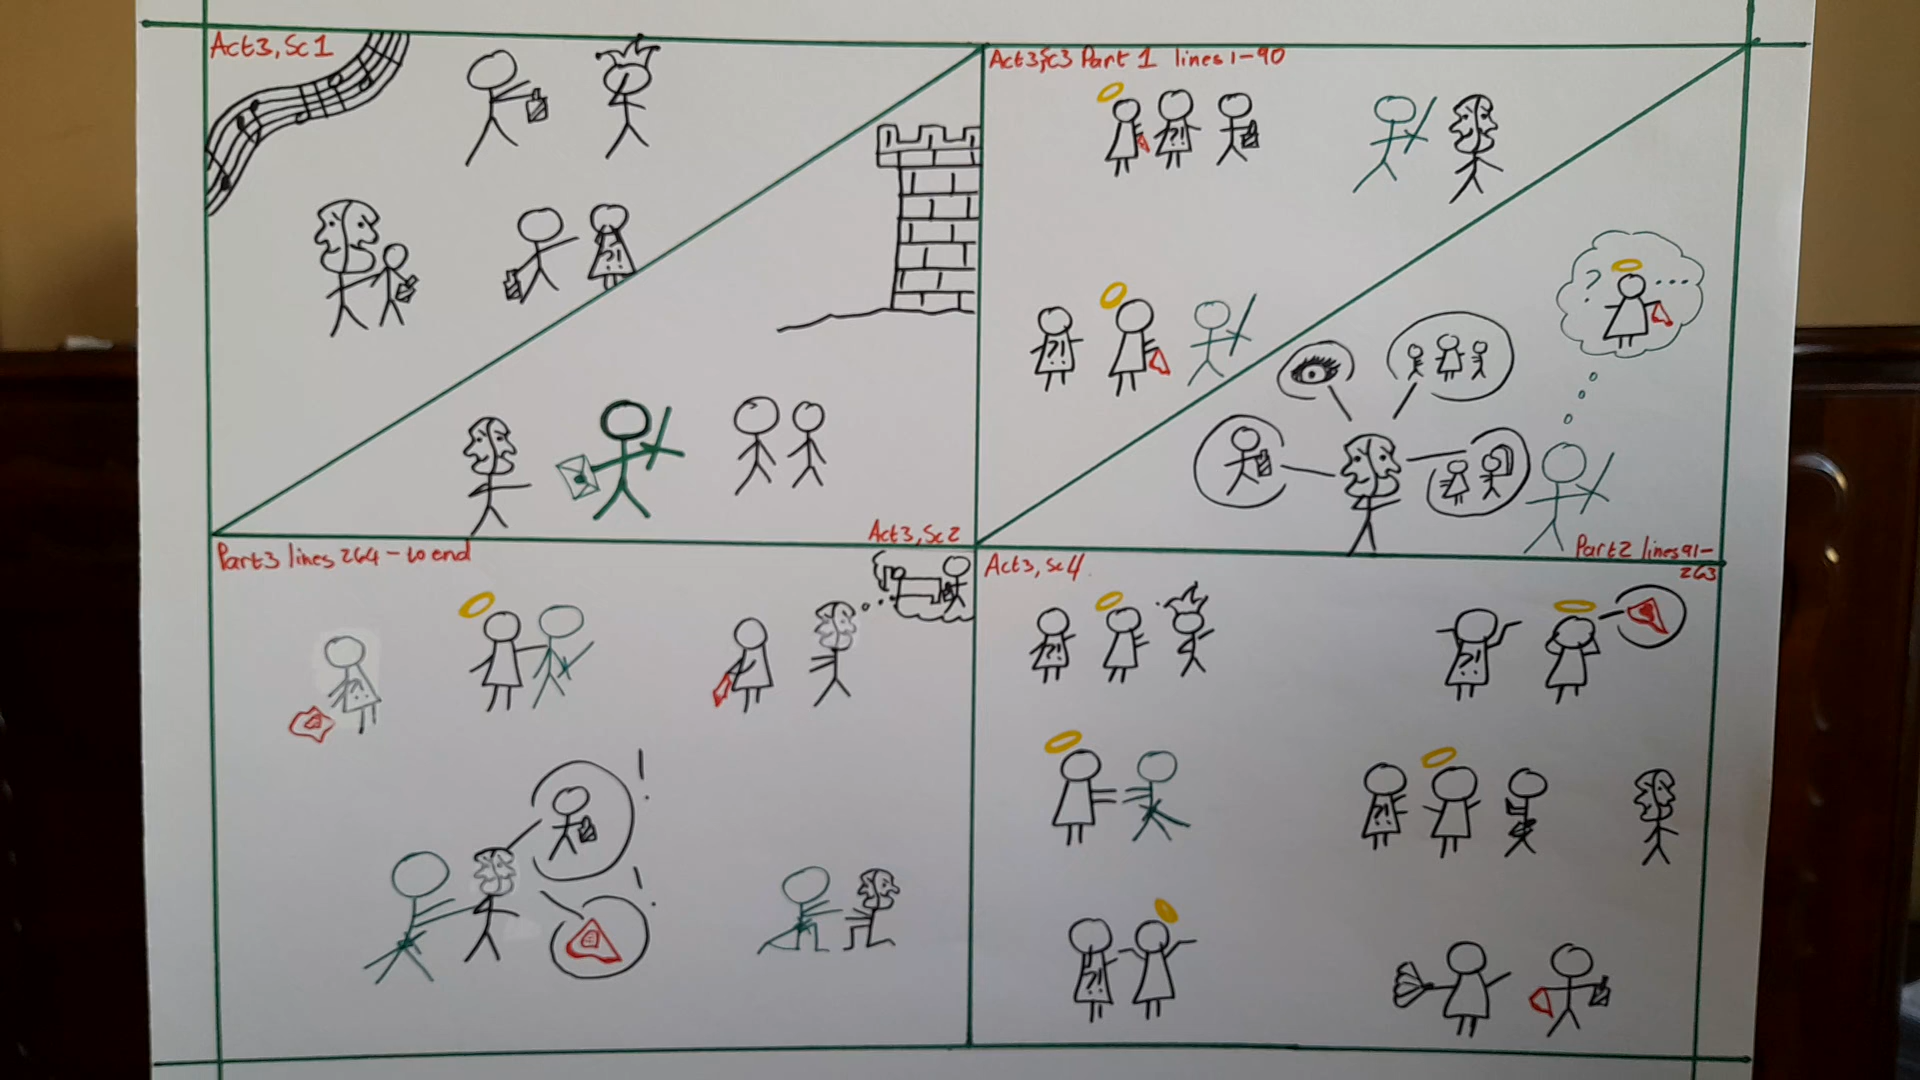 Act3, Sc1
Act3, Sc3 Part 1 lines 1-90
?!
?!
?!
? ...
Act3, Sc2
Part2 lines 91-
263
Part3 lines 264 - to end
Act3, Sc4
?!
?!
?!
!
?!
!
?!